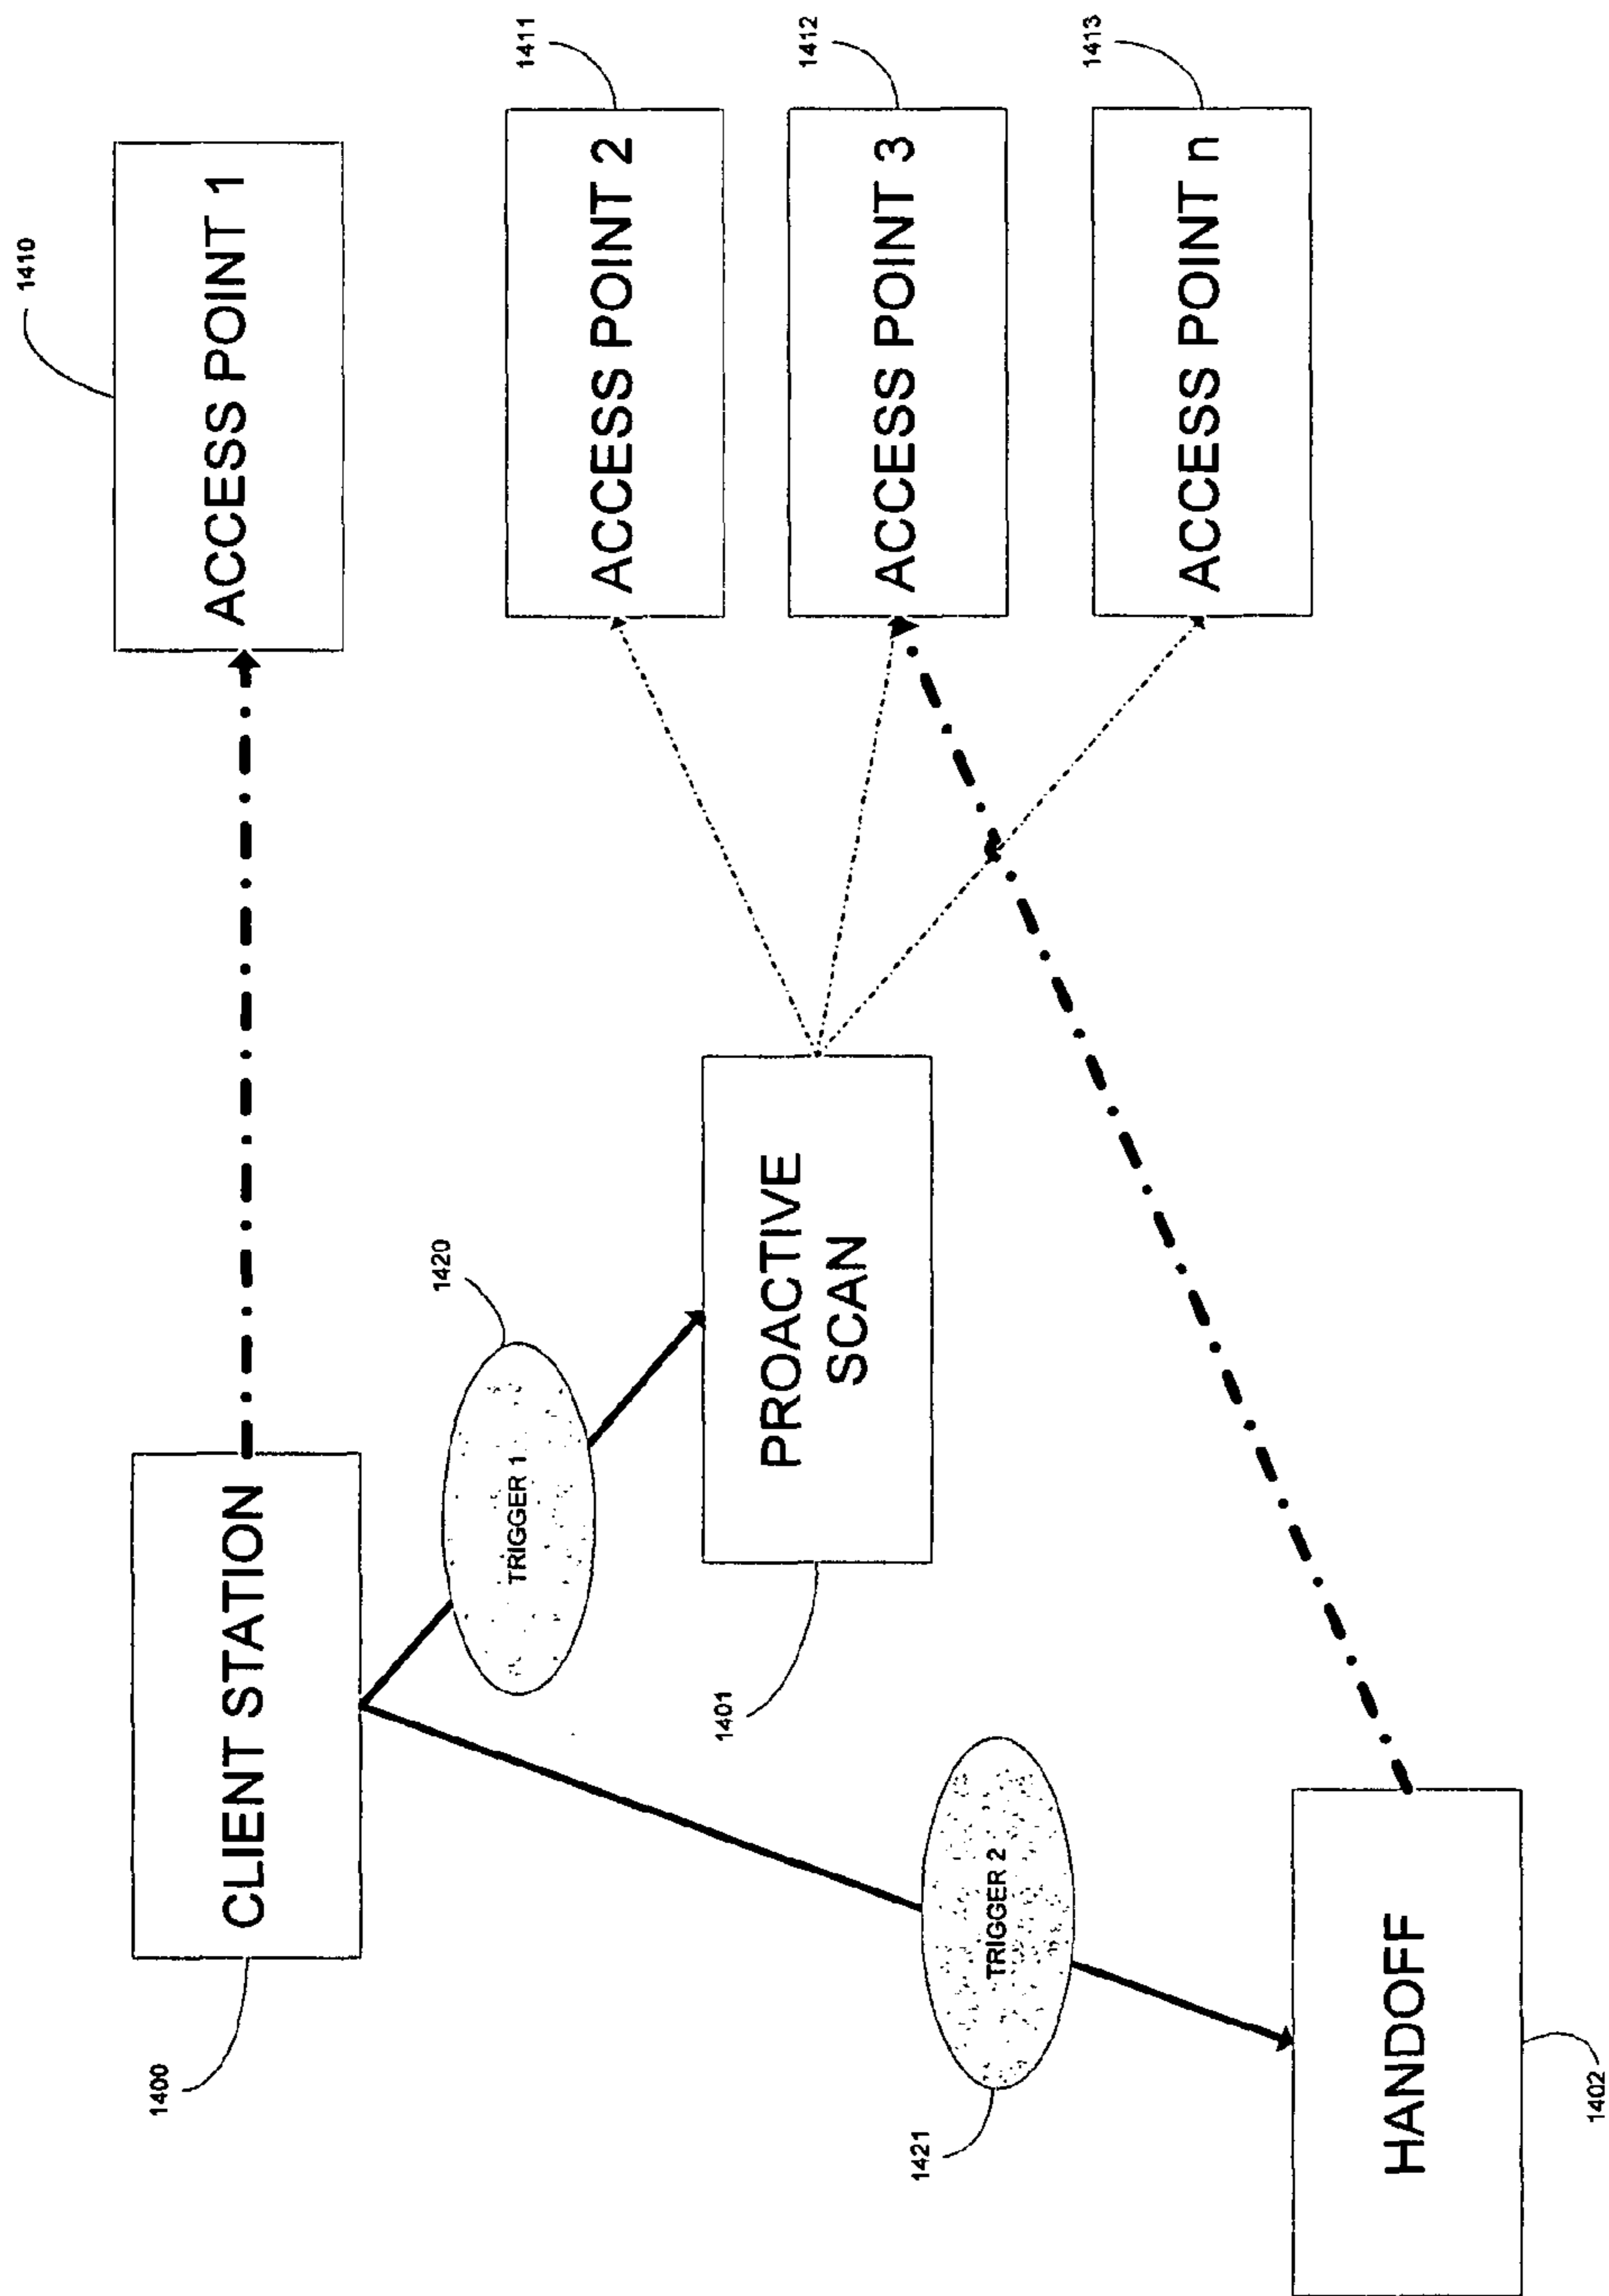 1400
CLIENT STATION
1410
ACCESS POINT 1
1420
TRIGGER 1
1401
PROACTIVE
SCAN
1411
ACCESS POINT 2
1412
ACCESS POINT 3
1413
ACCESS POINT n
1421
TRIGGER 2
HANDOFF
1402